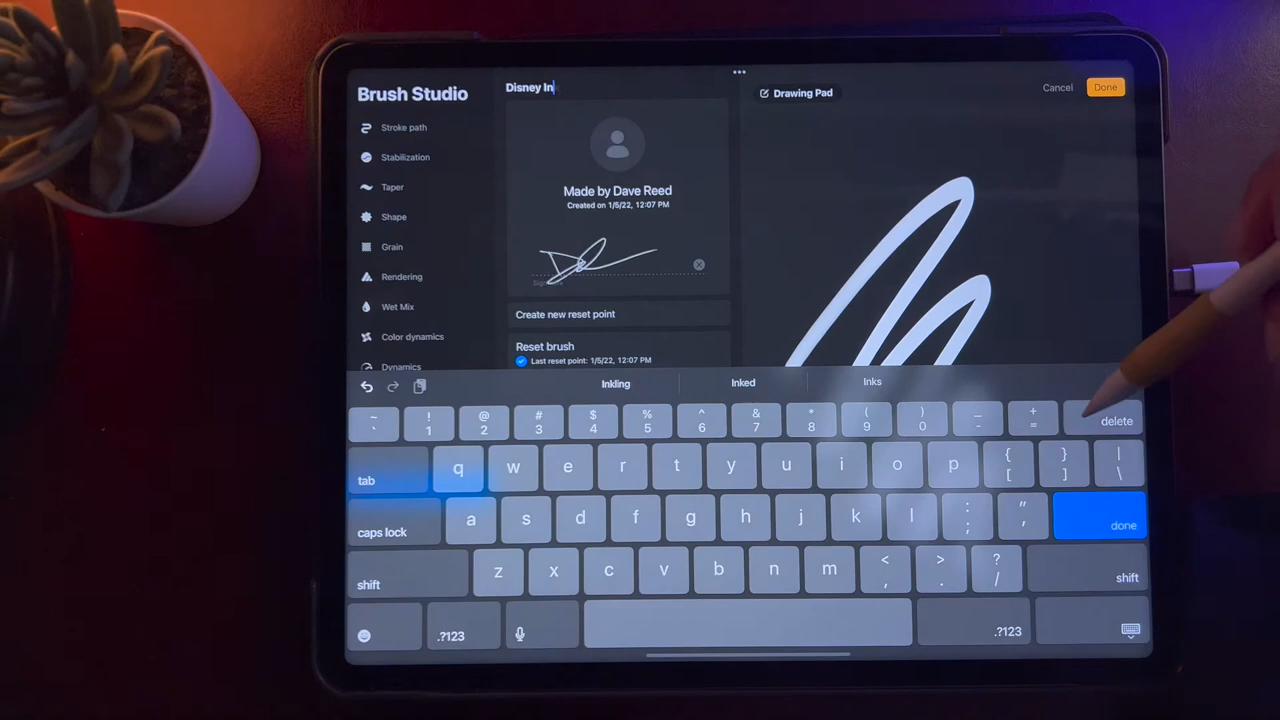 Brush Studio
Disney In
Drawing Pad
Cancel
Done
Stroke path
Stabilization
Taper
Shape
Grain
Rendering
Wet Mix
Color dynamics
Dynamics
Made by Dave Reed
Created on 1/5/22, 12:07 PM
Create new reset point
Reset brush
Last reset point: 1/5/22, 12:07 PM
Inkling Inked Inks
~ ! @ # $ % ^ & * ( ) _ +
` 1 2 3 4 5 6 7 8 9 0 - = delete
tab q w e r t y u i o p { [ } ] | \
caps lock a s d f g h j k l : ; " ' done
shift z x c v b n m < , > . ? / shift
.?123 .?123